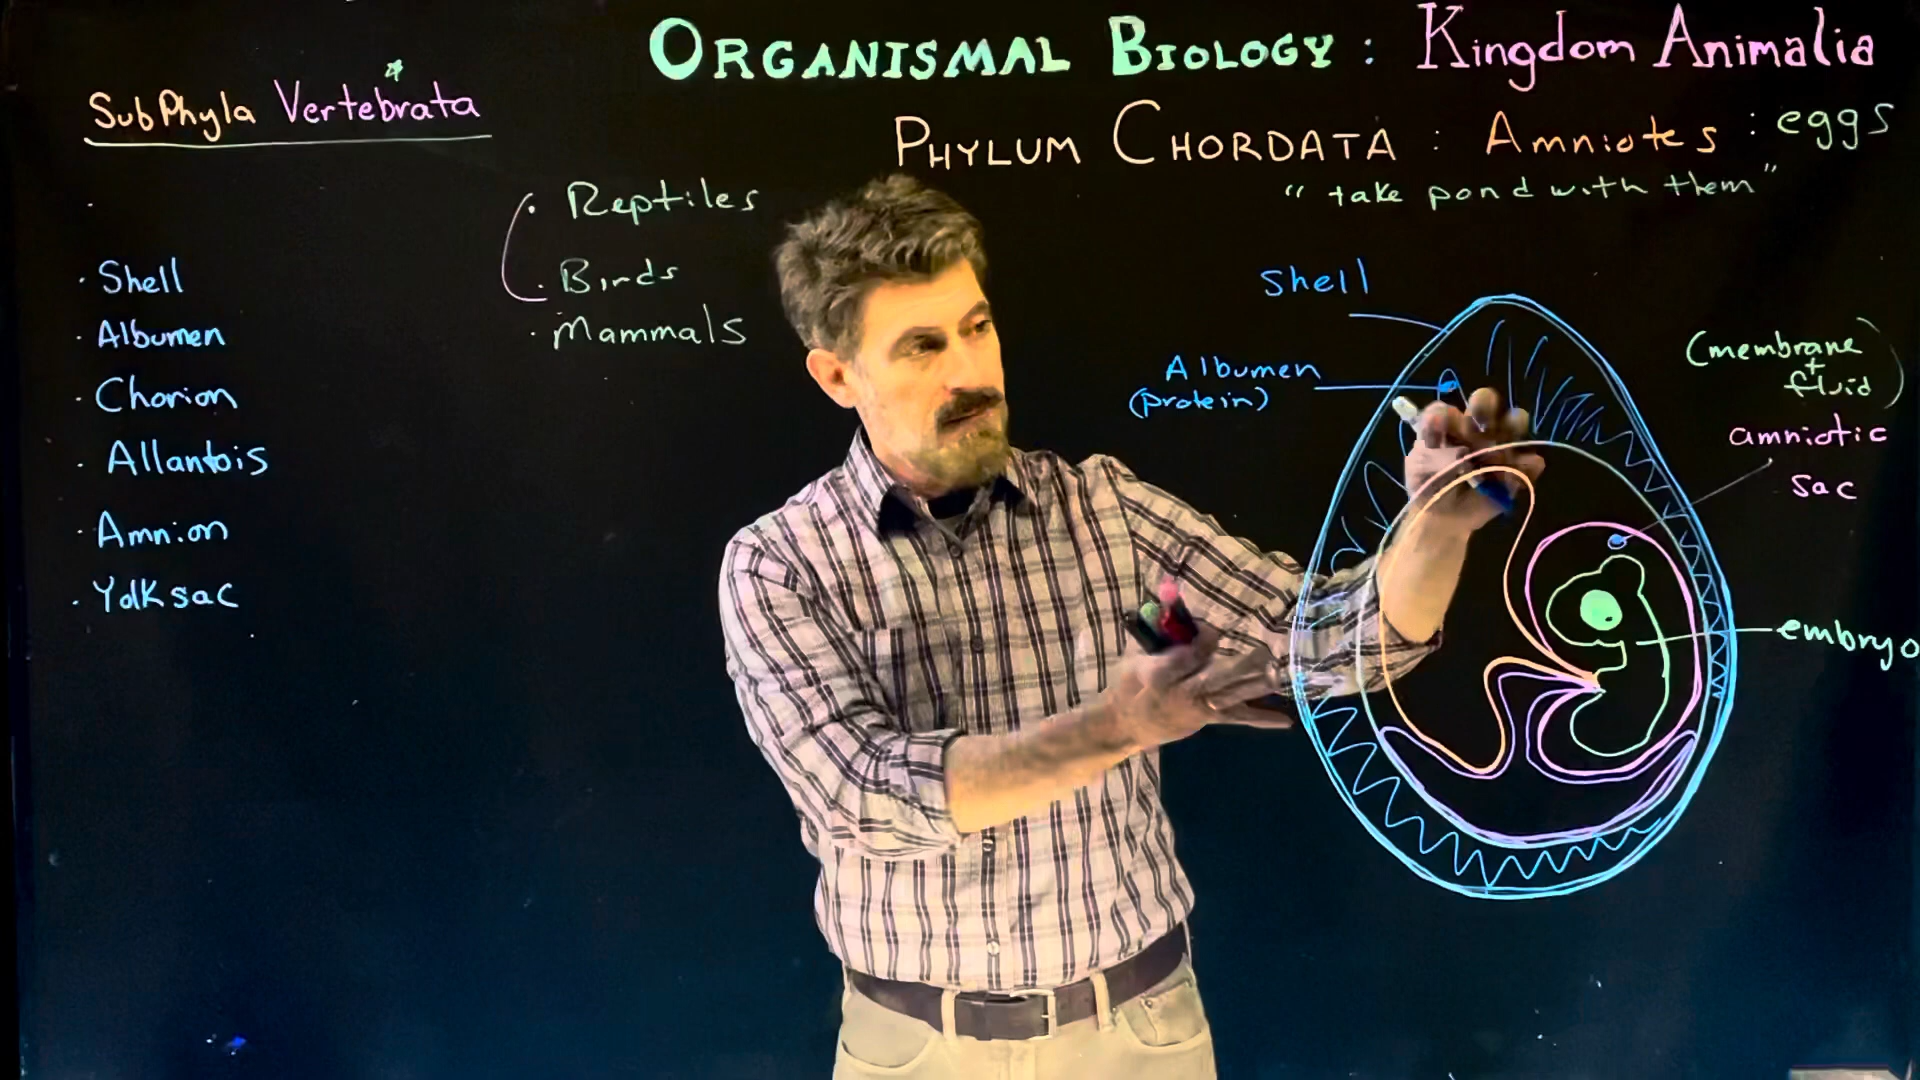 ORGANISMAL BIOLOGY : Kingdom Animalia
PHYLUM CHORDATA : Amniotes : eggs
"take pond with them"
SubPhyla Vertebrata
· Shell
· Albumen
· Chorion
· Allantois
· Amnion
· Yolk sac
· Reptiles
· Birds
· Mammals
Shell
Albumen
(protein)
(membrane
+
fluid)
amniotic
sac
embryo